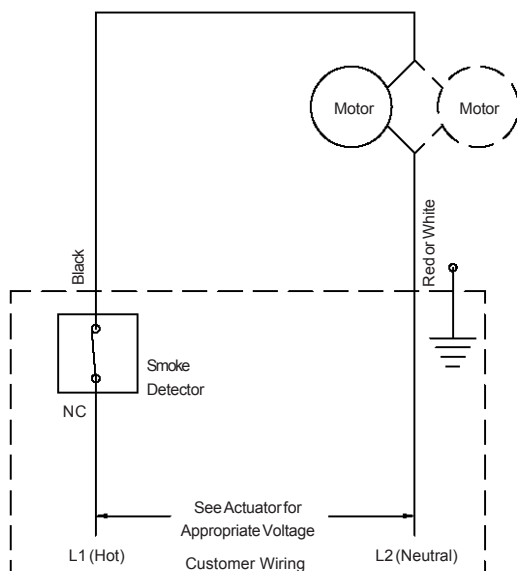 Motor
Motor
Black
Red or White
Smoke
Detector
NC
See Actuator for
Appropriate Voltage
L1 (Hot)
L2 (Neutral)
Customer Wiring